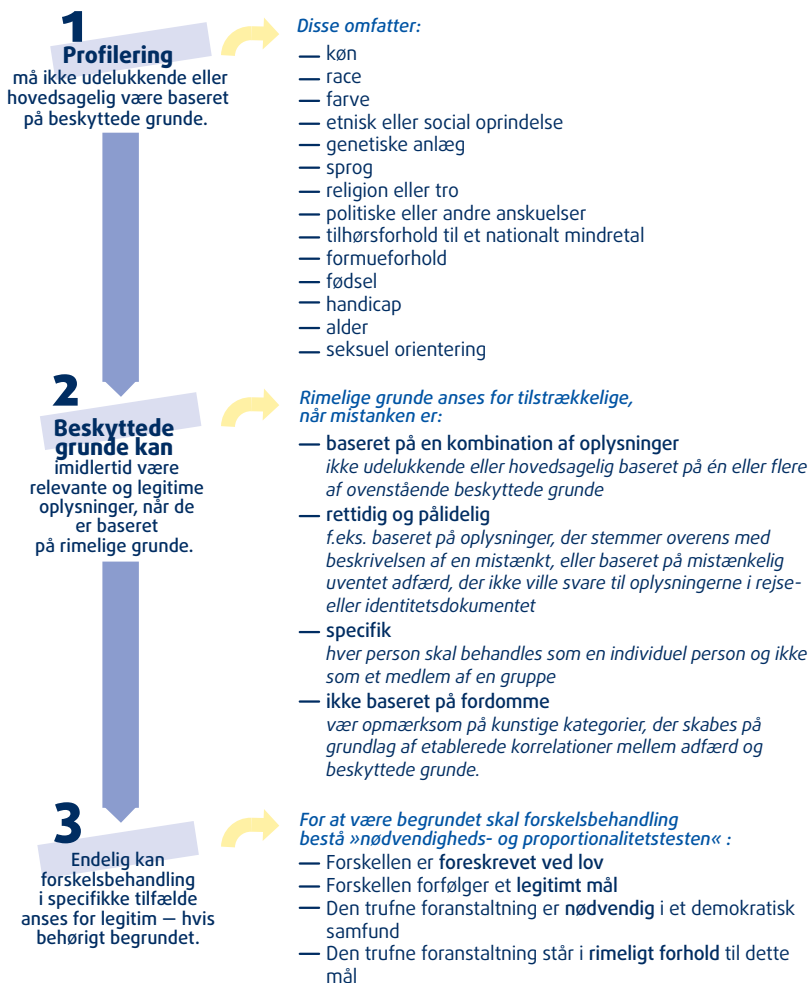 1
Profilering
må ikke udelukkende eller
hovedsagelig være baseret
på beskyttede grunde.
Disse omfatter:
— køn
— race
— farve
— etnisk eller social oprindelse
— genetiske anlæg
— sprog
— religion eller tro
— politiske eller andre anskuelser
— tilhørsforhold til et nationalt mindretal
— formueforhold
— fødsel
— handicap
— alder
— seksuel orientering
2
Beskyttede
grunde kan
imidlertid være
relevante og legitime
oplysninger, når de
er baseret
på rimelige grunde.
Rimelige grunde anses for tilstrækkelige,
når mistanken er:
— baseret på en kombination af oplysninger
ikke udelukkende eller hovedsagelig baseret på én eller flere
af ovenstående beskyttede grunde
— rettidig og pålidelig
f.eks. baseret på oplysninger, der stemmer overens med
beskrivelsen af en mistænkt, eller baseret på mistænkelig
uventet adfærd, der ikke ville svare til oplysningerne i rejse-
eller identitetsdokumentet
— specifik
hver person skal behandles som en individuel person og ikke
som et medlem af en gruppe
— ikke baseret på fordomme
vær opmærksom på kunstige kategorier, der skabes på
grundlag af etablerede korrelationer mellem adfærd og
beskyttede grunde.
3
Endelig kan
forskelsbehandling
i specifikke tilfælde
anses for legitim — hvis
behørigt begrundet.
For at være begrundet skal forskelsbehandling
bestå »nødvendigheds- og proportionalitetstesten« :
— Forskellen er foreskrevet ved lov
— Forskellen forfølger et legitimt mål
— Den trufne foranstaltning er nødvendig i et demokratisk
samfund
— Den trufne foranstaltning står i rimeligt forhold til dette
mål